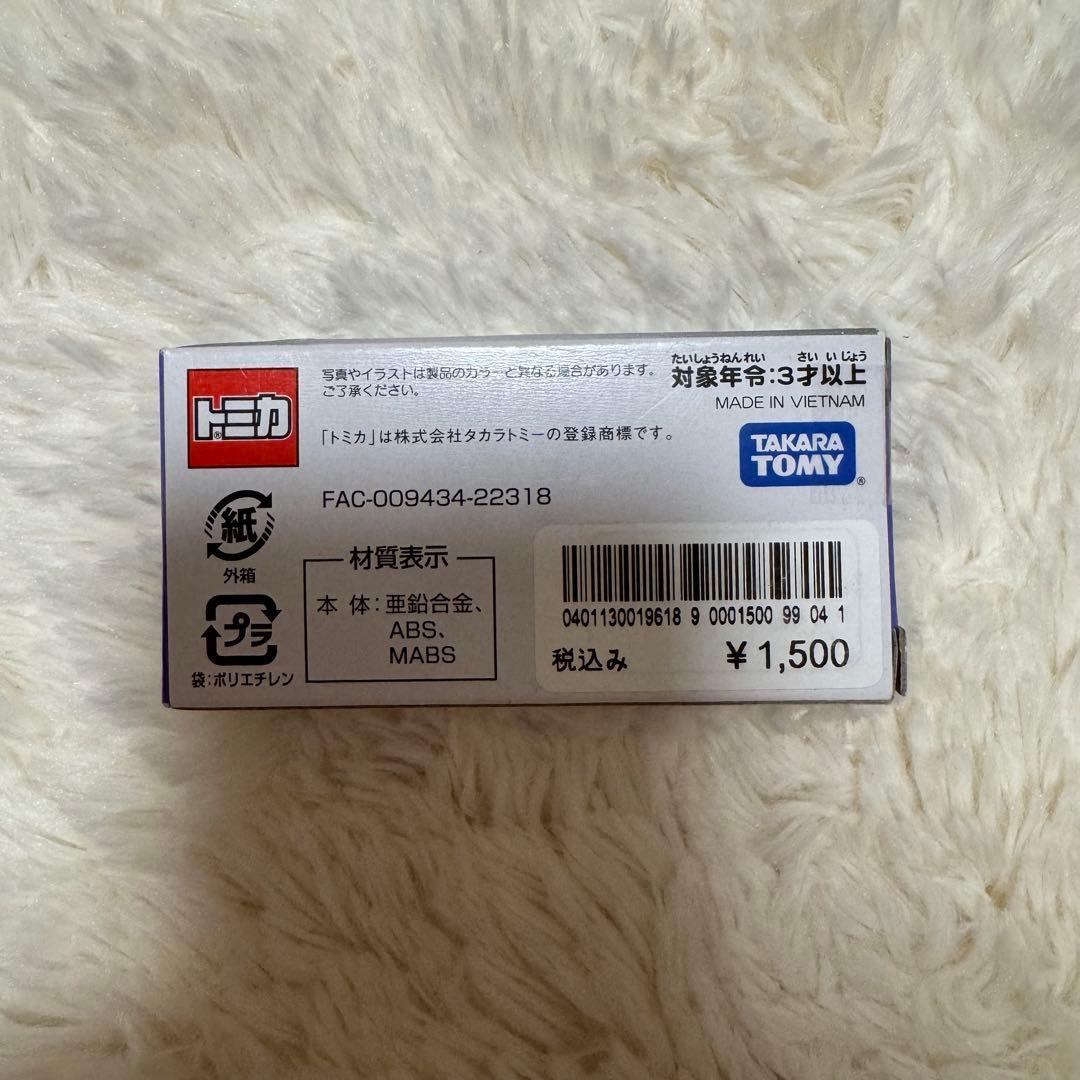 トミカ®
写真やイラストは製品のカラーと異なる場合があります。
ご了承ください。
「トミカ」は株式会社タカラトミーの登録商標です。
たいしょうねんれい さい いじょう
対象年令:3才以上
MADE IN VIETNAM
TAKARA
TOMY®
FAC-009434-22318
紙
外箱
プラ
袋:ポリエチレン
材質表示
本 体:亜鉛合金、
ABS、
MABS
0401130019618 9 0001500 99 04 1
税込み ¥1,500